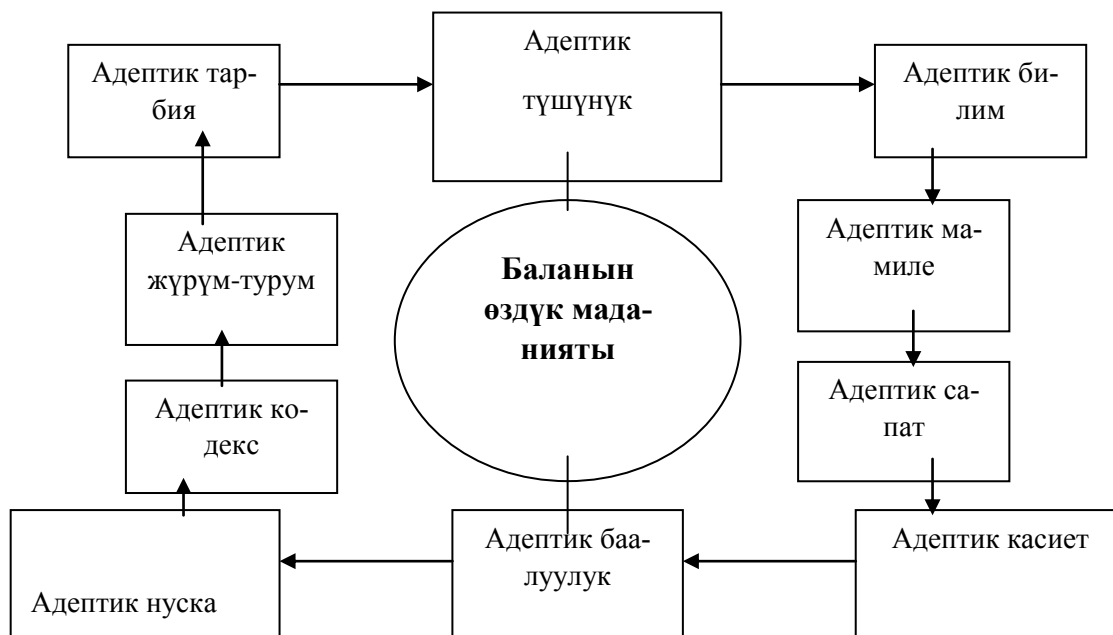 Адептик тар-
бия
Адептик
түшүнүк
Адептик би-
лим
Адептик
жүрүм-турум
Баланын
өздүк мада-
нияты
Адептик ма-
миле
Адептик ко-
декс
Адептик са-
пат
Адептик нуска
Адептик баа-
луулук
Адептик касиет